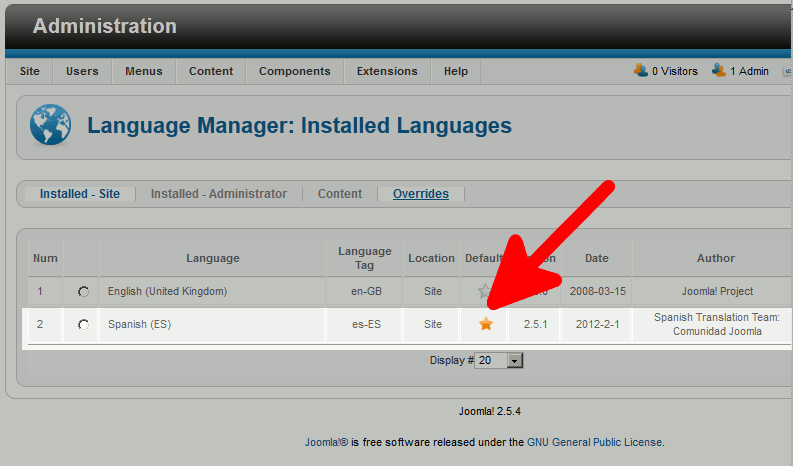 Administration
Site Users Menus Content Components Extensions Help 0 Visitors 1 Admin
Language Manager: Installed Languages
Installed - Site Installed - Administrator Content Overrides
Num Language Language Tag Location Default Date Author
1 English (United Kingdom) en-GB Site 2008-03-15 Joomla! Project
2 Spanish (ES) es-ES Site 2.5.1 2012-2-1 Spanish Translation Team:
Comunidad Joomla
Display # 20
Joomla! 2.5.4
Joomla!® is free software released under the GNU General Public License.